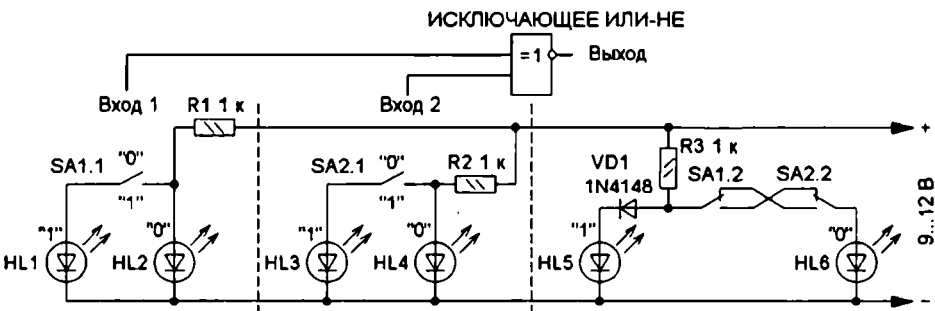 ИСКЛЮЧАЮЩЕЕ ИЛИ-НЕ
=1
Выход
Вход 1
R1 1 к
Вход 2
+
SA1.1
"0"
"1"
SA2.1
"0"
"1"
R2 1 к
VD1
1N4148
R3 1 к
SA1.2
SA2.2
9...12 В
"1"
"0"
"1"
"0"
"1"
"0"
HL1
HL2
HL3
HL4
HL5
HL6
–